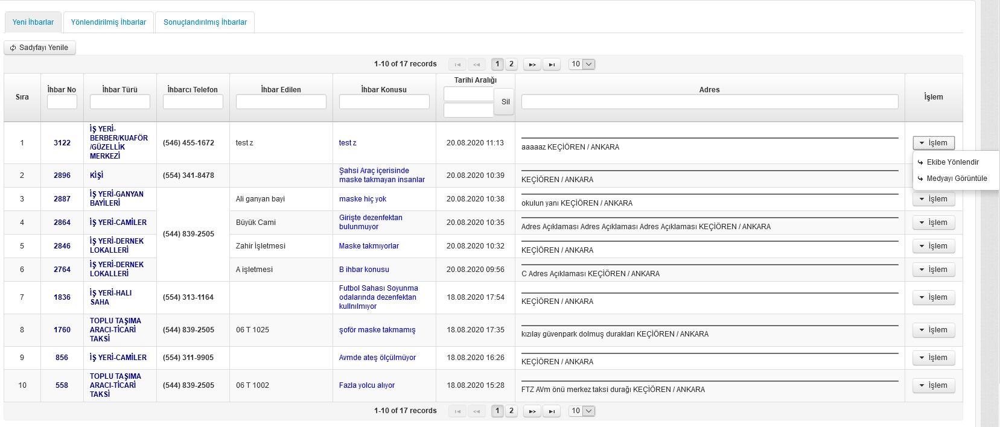 Yeni İhbarlar Yönlendirilmiş İhbarlar Sonuçlandırılmış İhbarlar
Sadyfayı Yenile
1-10 of 17 records 1 2 10
Sıra İhbar No İhbar Türü İhbarcı Telefon İhbar Edilen İhbar Konusu Tarihi Aralığı Sil Adres İşlem
1 3122 İŞ YERİ-
BERBER/KUAFÖR
/GÜZELLİK
MERKEZİ (546) 455-1672 test z test z 20.08.2020 11:13 aaaaaz KEÇİÖREN / ANKARA İşlem
Ekibe Yönlendir
Medyayı Görüntüle
2 2896 KİŞİ (554) 341-8478 Şahsi Araç içerisinde
maske takmayan insanlar 20.08.2020 10:39 KEÇİÖREN / ANKARA
3 2887 İŞ YERİ-GANYAN
BAYİLERİ Ali ganyan bayi maske hiç yok 20.08.2020 10:38 okulun yanı KEÇİÖREN / ANKARA İşlem
4 2864 İŞ YERİ-CAMİLER (544) 839-2505 Büyük Cami Girişte dezenfektan
bulunmuyor 20.08.2020 10:35 Adres Açıklaması Adres Açıklaması Adres Açıklaması KEÇİÖREN / ANKARA İşlem
5 2846 İŞ YERİ-DERNEK
LOKALLERİ Zahir İşletmesi Maske takmıyorlar 20.08.2020 10:32 KEÇİÖREN / ANKARA İşlem
6 2764 İŞ YERİ-DERNEK
LOKALLERİ A işletmesi B ihbar konusu 20.08.2020 09:56 C Adres Açıklaması KEÇİÖREN / ANKARA İşlem
7 1836 İŞ YERİ-HALI
SAHA (554) 313-1164 Futbol Sahası Soyunma
odalarında dezenfektan
kullnılmıyor 18.08.2020 17:54 KEÇİÖREN / ANKARA İşlem
8 1760 TOPLU TAŞIMA
ARACI-TİCARİ
TAKSİ (544) 839-2505 06 T 1025 şoför maske takmamış 18.08.2020 17:35 kızılay güvenpark dolmuş durakları KEÇİÖREN / ANKARA İşlem
9 856 İŞ YERİ-CAMİLER (554) 311-9905 Avmde ateş ölçülmüyor 18.08.2020 16:26 KEÇİÖREN / ANKARA İşlem
10 558 TOPLU TAŞIMA
ARACI-TİCARİ
TAKSİ (544) 839-2505 06 T 1002 Fazla yolcu alıyor 18.08.2020 15:28 FTZ AVm önü merkez taksi durağı KEÇİÖREN / ANKARA İşlem
1-10 of 17 records 1 2 10